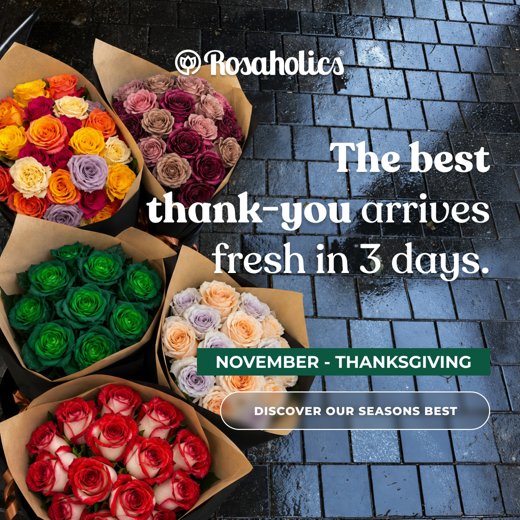 Rosaholics
The best
thank-you arrives
fresh in 3 days.
NOVEMBER - THANKSGIVING
DISCOVER OUR SEASONS BEST